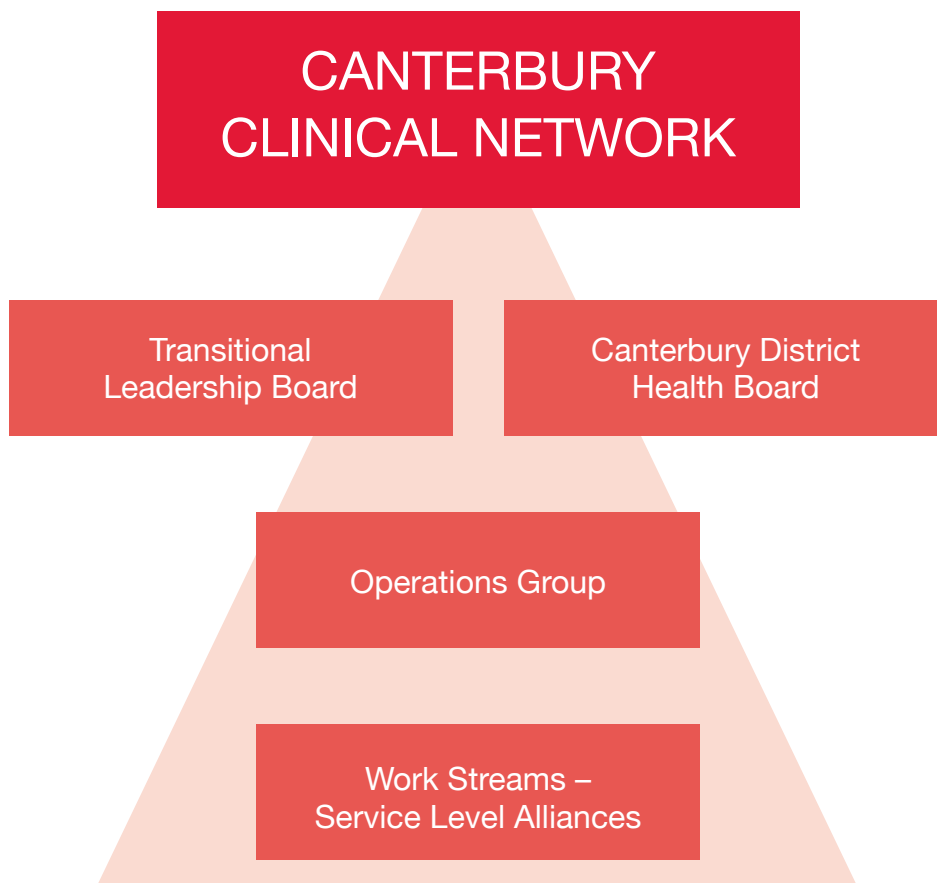 CANTERBURY
CLINICAL NETWORK
Transitional
Leadership Board
Canterbury District
Health Board
Operations Group
Work Streams –
Service Level Alliances